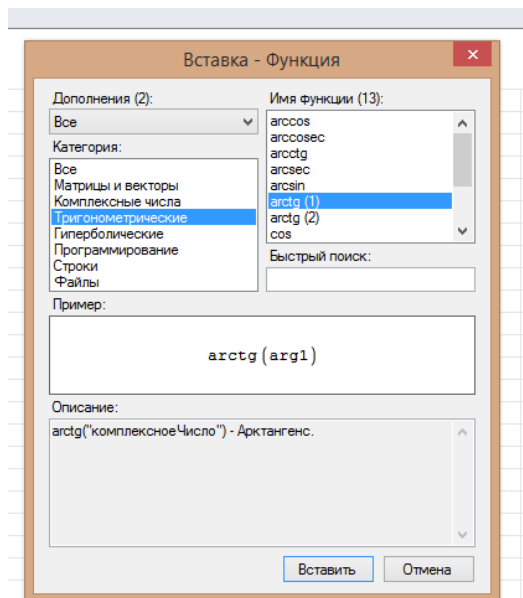 Вставка - Функция
Дополнения (2):
Все
Категория:
Все
Матрицы и векторы
Комплексные числа
Тригонометрические
Гиперболические
Программирование
Строки
Файлы
Имя функции (13):
arccos
arccosec
arcctg
arcsec
arcsin
arctg (1)
arctg (2)
cos
Быстрый поиск:
Пример:
arctg(arg1)
Описание:
arctg("комплексноеЧисло") - Арктангенс.
Вставить
Отмена